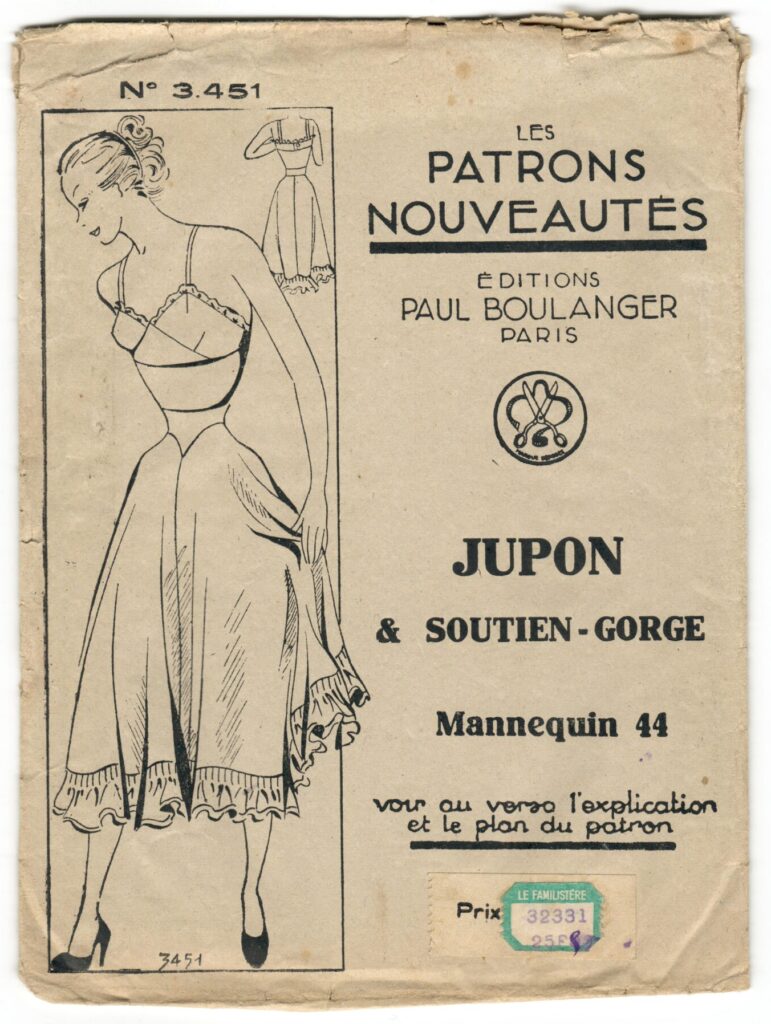 N° 3.451
LES
PATRONS
NOUVEAUTÉS
ÉDITIONS
PAUL BOULANGER
PARIS
JUPON
& SOUTIEN-GORGE
Mannequin 44
voir au verso l'explication
et le plan du patron
Prix
LE FAMILISTÈRE
32331
3451